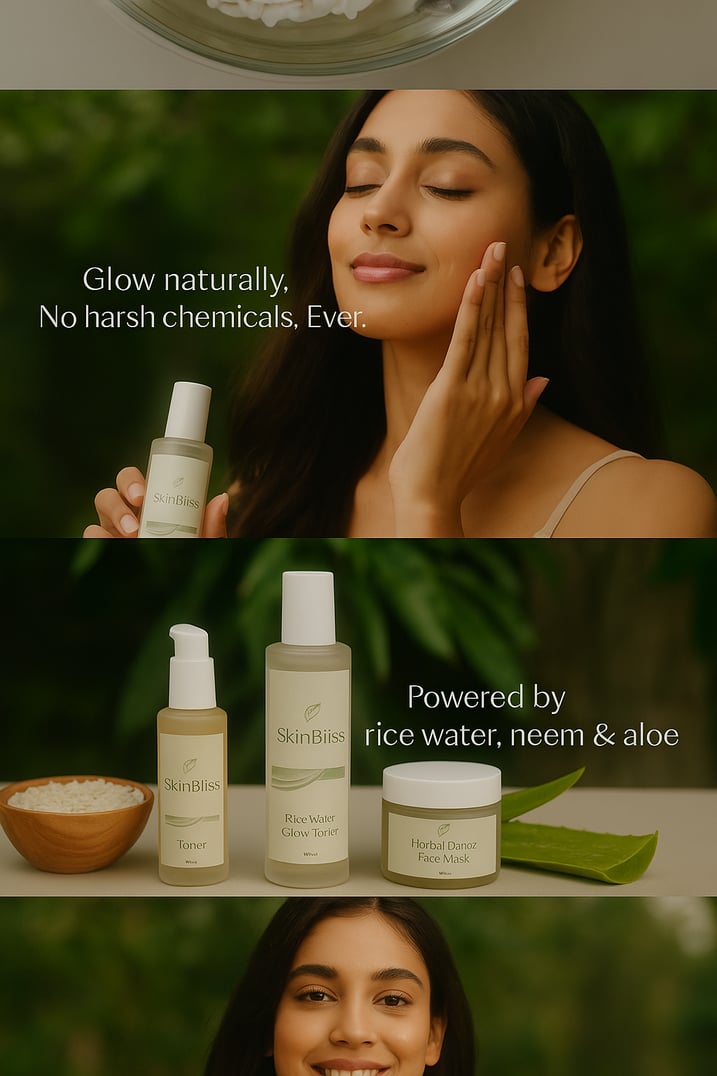 Glow naturally,
No harsh chemicals, Ever.
SkinBiiss
SkinBliss
Toner
SkinBiiss
Rice Water
Glow Torier
Horbal Danoz
Face Mask
Powered by
rice water, neem & aloe